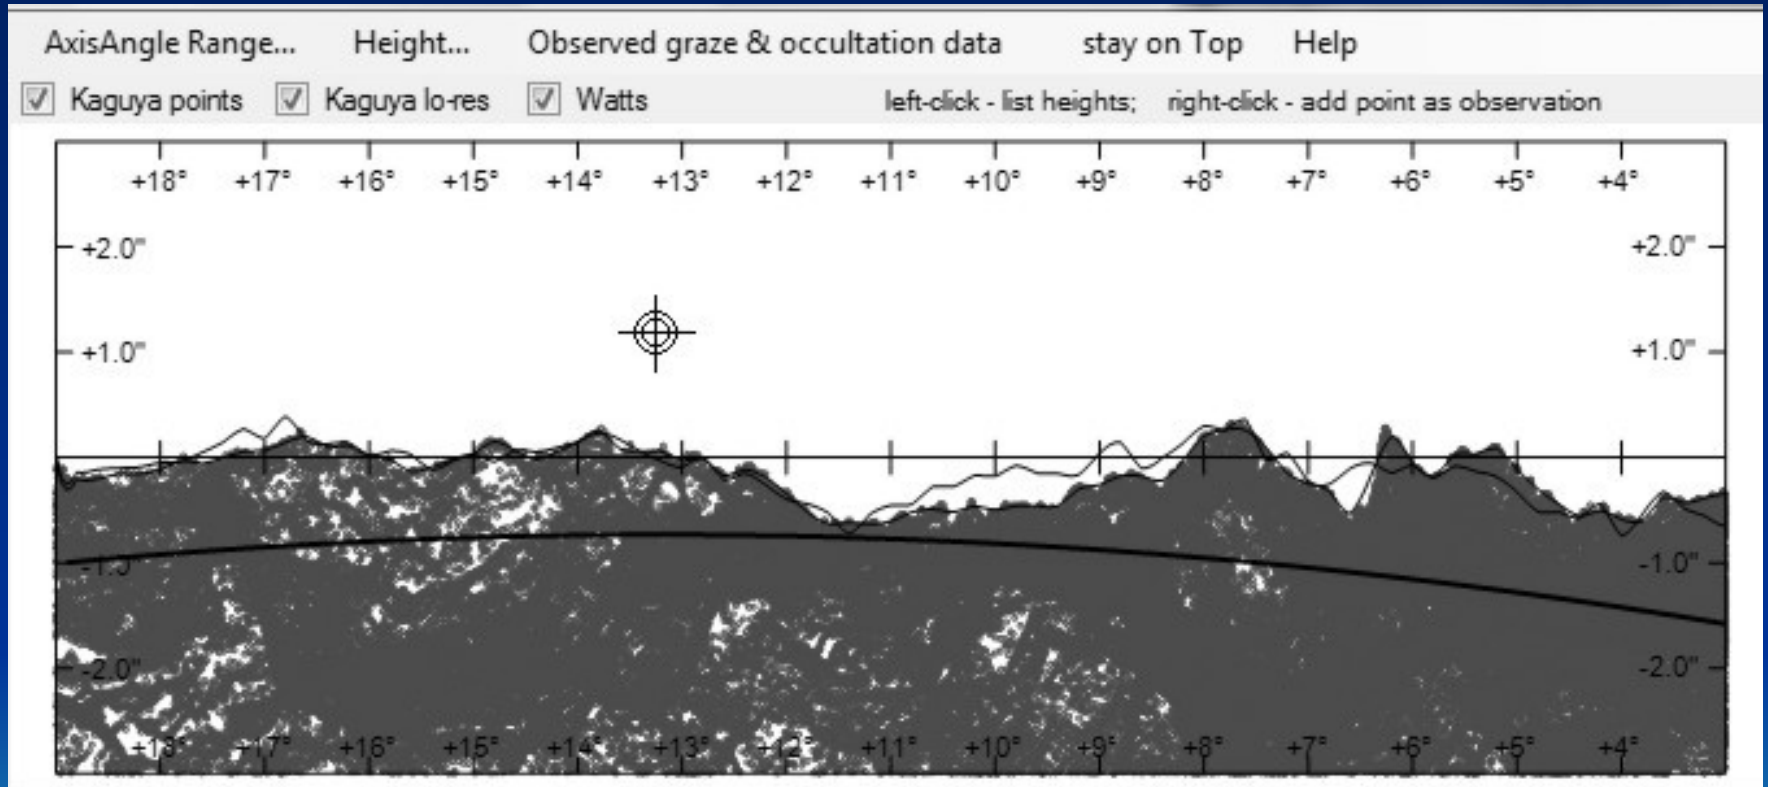 AxisAngle Range... Height... Observed graze & occultation data stay on Top Help
Kaguya points Kaguya lo-res Watts left-click - list heights; right-click - add point as observation
+18° +17° +16° +15° +14° +13° +12° +11° +10° +9° +8° +7° +6° +5° +4°
+2.0" +2.0"
+1.0" +1.0"
-1.0" -1.0"
-2.0" -2.0"
+18° +17° +16° +15° +14° +13° +12° +11° +10° +9° +8° +7° +6° +5° +4°